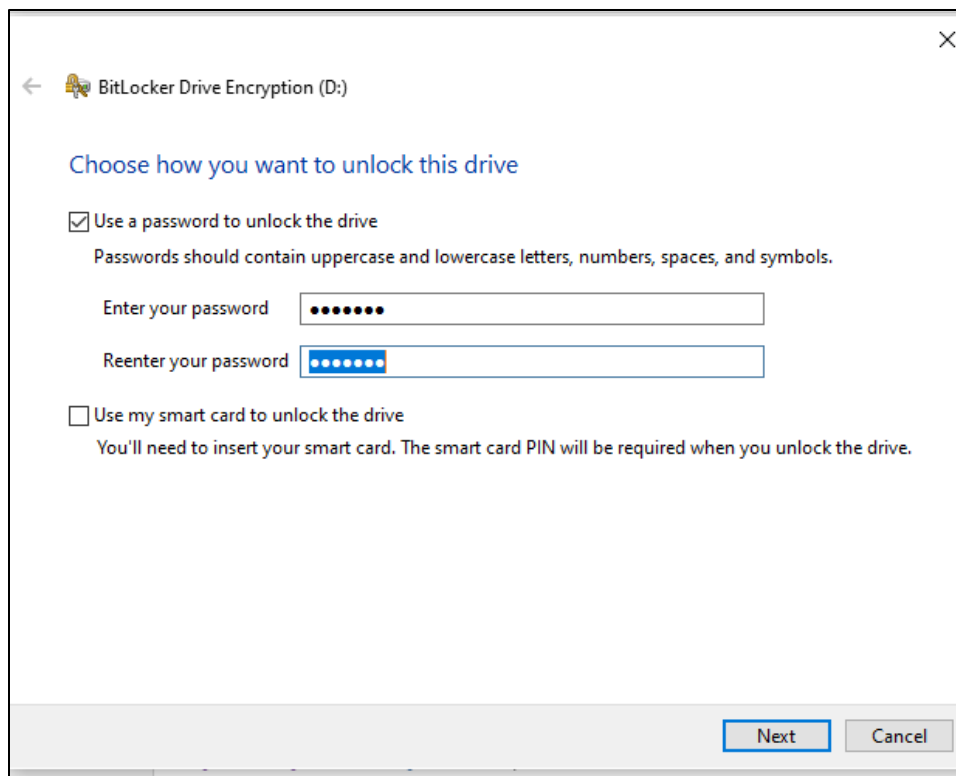 BitLocker Drive Encryption (D:)
Choose how you want to unlock this drive
Use a password to unlock the drive
Passwords should contain uppercase and lowercase letters, numbers, spaces, and symbols.
Enter your password ●●●●●●●
Reenter your password ●●●●●●●
Use my smart card to unlock the drive
You'll need to insert your smart card. The smart card PIN will be required when you unlock the drive.
Next Cancel